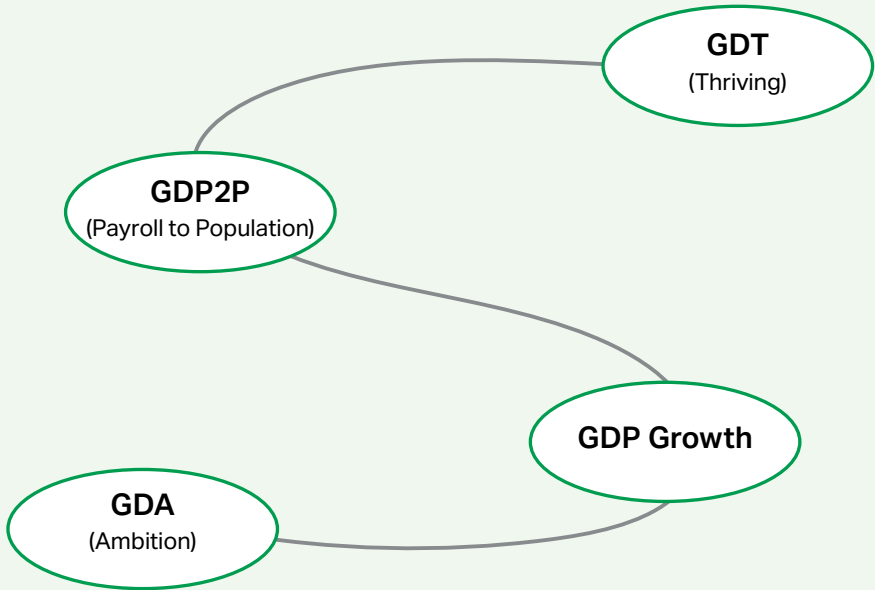 GDT
(Thriving)
GDP2P
(Payroll to Population)
GDP Growth
GDA
(Ambition)